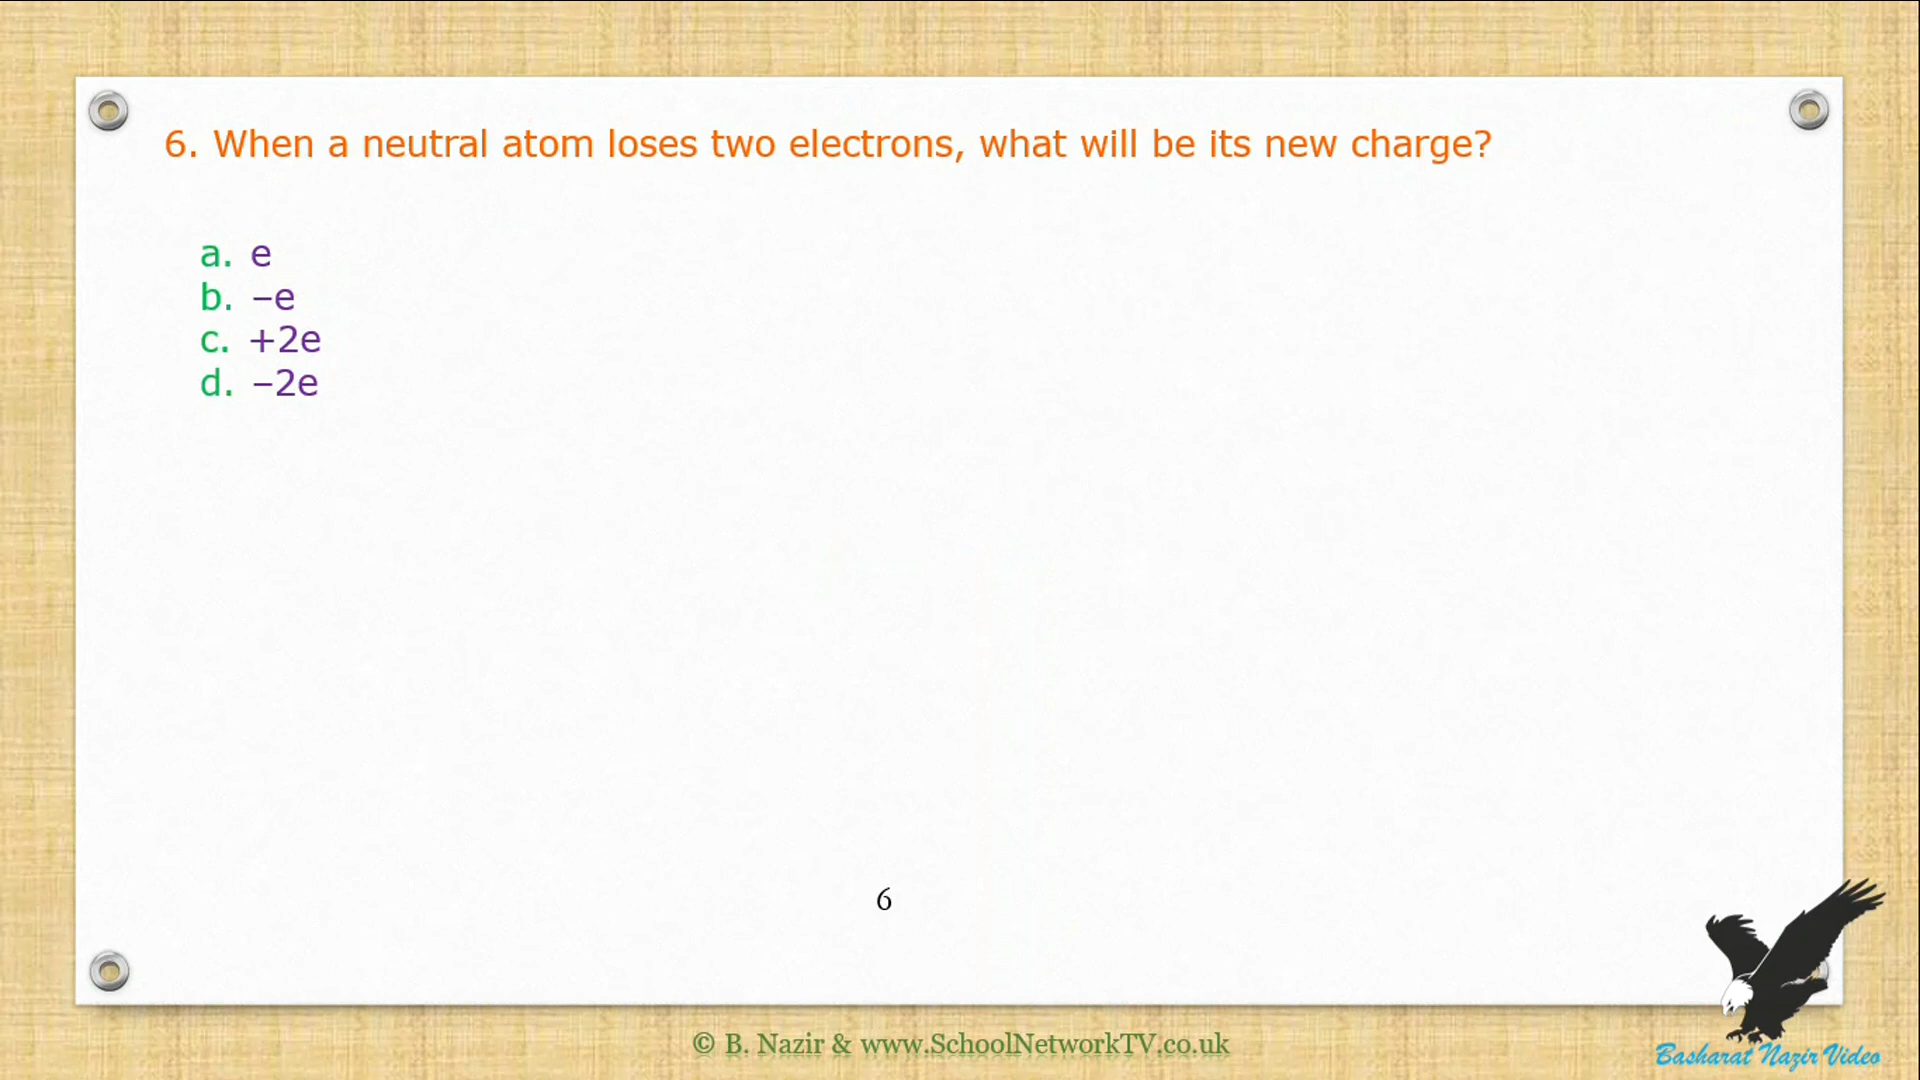 6. When a neutral atom loses two electrons, what will be its new charge?
a. e
b. –e
c. +2e
d. –2e
6
© B. Nazir & www.SchoolNetworkTV.co.uk
Basharat Nazir Video